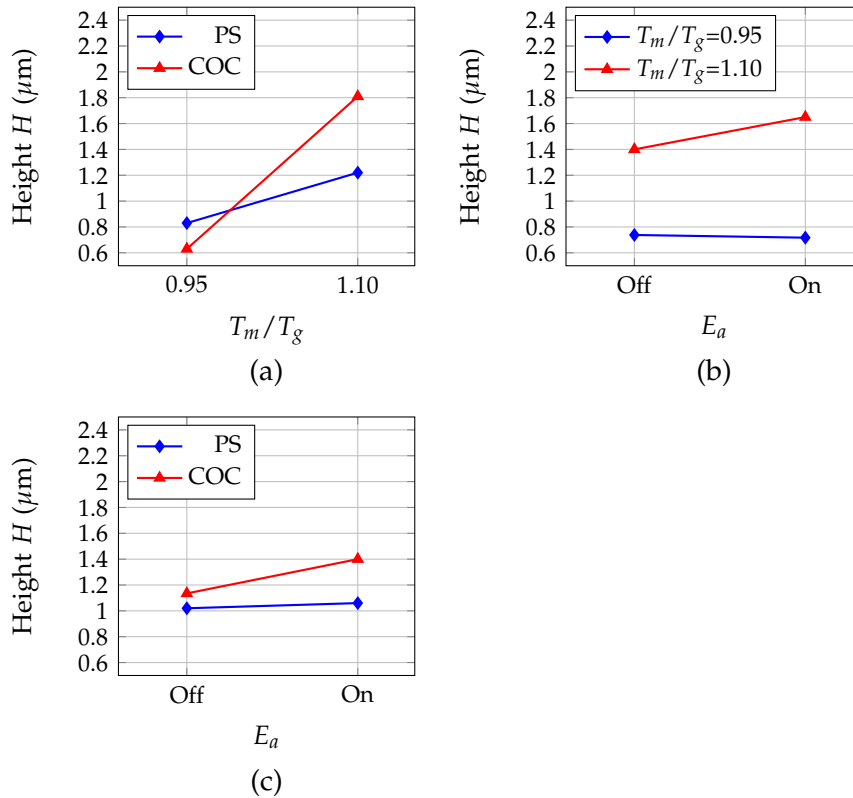 2.4
2.2
2
1.8
1.6
1.4
1.2
1
0.8
0.6
Height H (μm)
PS
COC
0.95 1.10
T_m/T_g
(a)
2.4
2.2
2
1.8
1.6
1.4
1.2
1
0.8
0.6
Height H (μm)
T_m/T_g=0.95
T_m/T_g=1.10
Off On
E_a
(b)
2.4
2.2
2
1.8
1.6
1.4
1.2
1
0.8
0.6
Height H (μm)
PS
COC
Off On
E_a
(c)